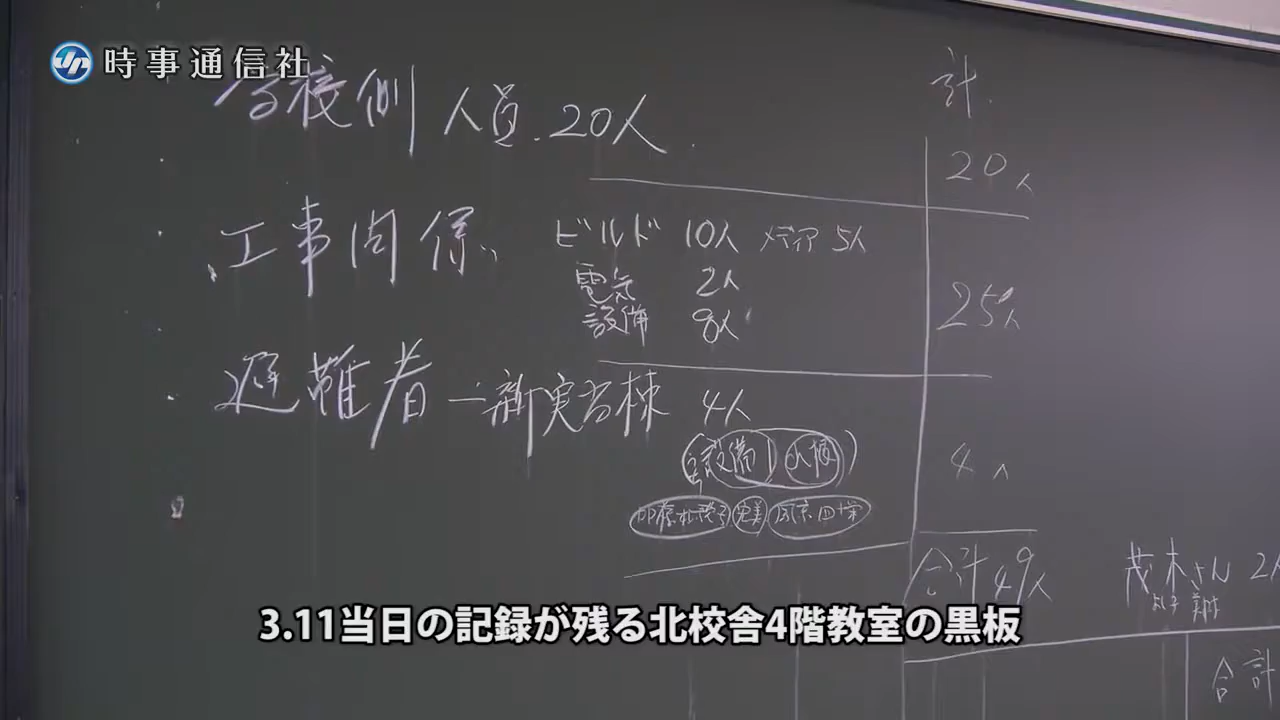 時事通信社
計
学校側 人員 20人
20人
工事関係 ビルド 10人 メディア 5人
電気 2人
25人
設備 8人
避難者 ー新実習棟 4人
4人
設備
合計 49人
茂木さん 2人
合計
3.11当日の記録が残る北校舎4階教室の黒板